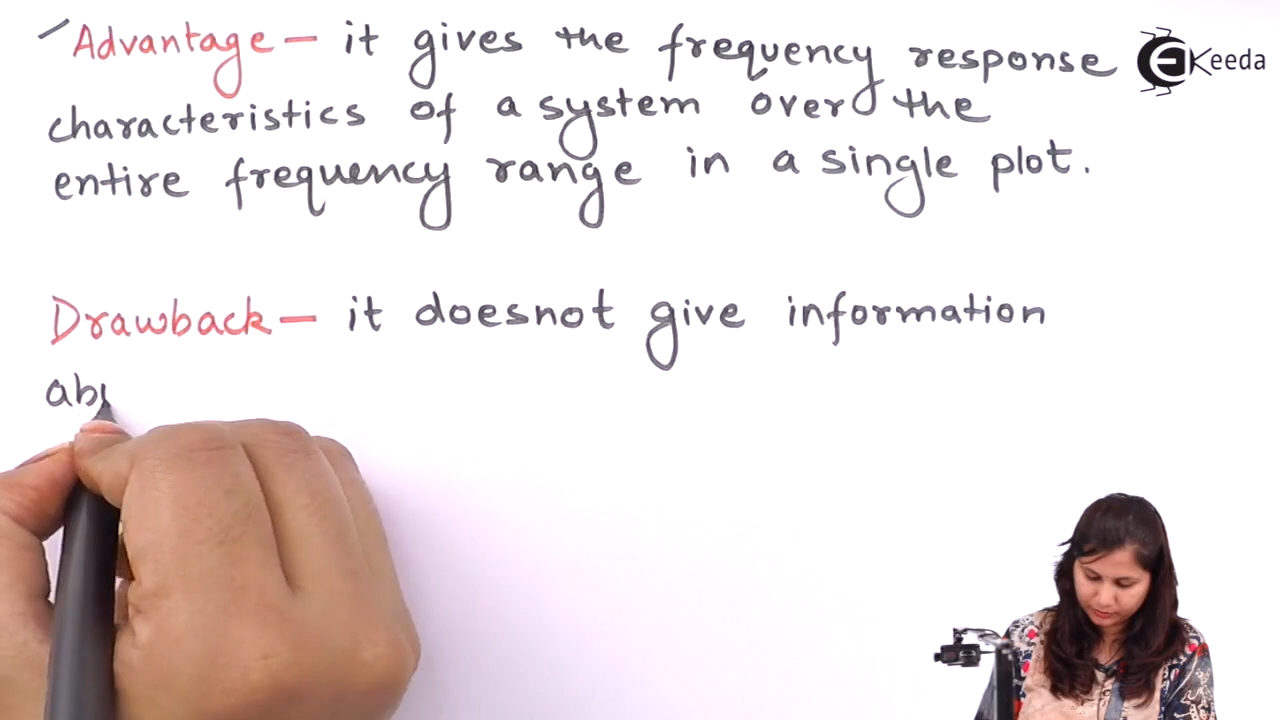 Advantage - it gives the frequency response
characteristics of a system over the
entire frequency range in a single plot.
Drawback - it doesnot give information
ab
EKeeda